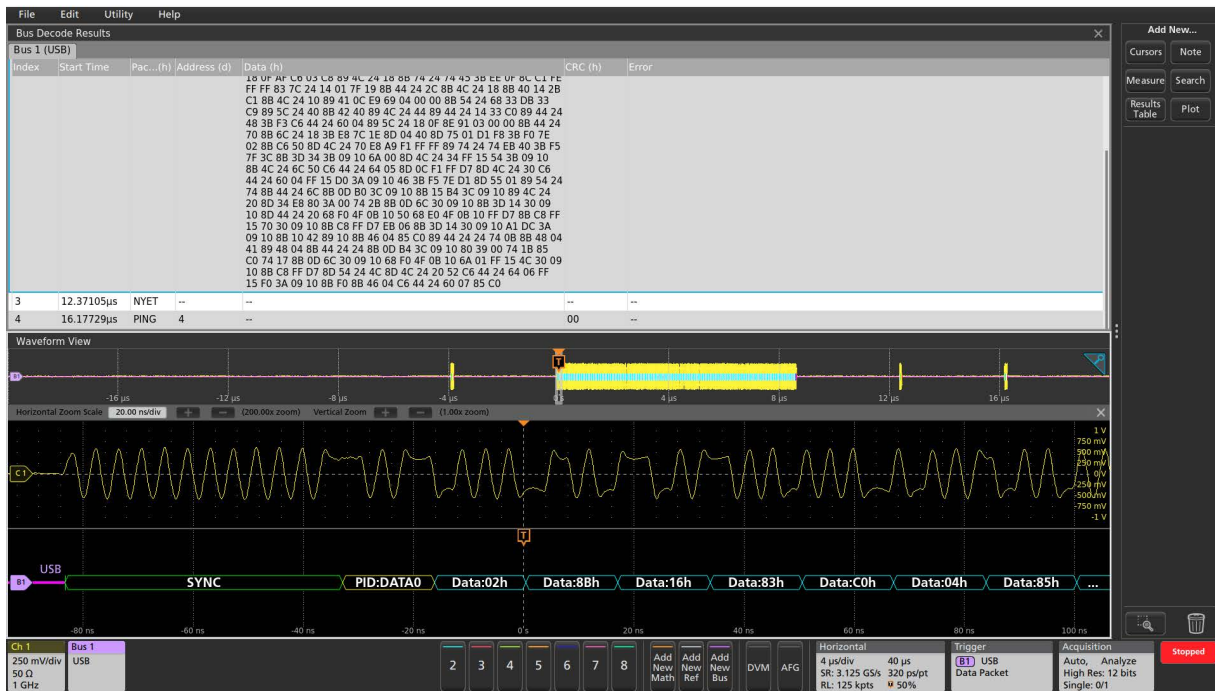 File Edit Utility Help
Bus Decode Results
Bus 1 (USB)
Index Start Time Pac...(h) Address (d) Data (h) CRC (h) Error
18 0F AF C6 03 C8 89 4C 24 18 8B 74 24 74 45 3B EE 0F 8C C1 FE
FF FF 83 7C 24 14 01 7F 19 8B 44 24 2C 8B 4C 24 18 8B 40 14 2B
C1 8B 4C 24 10 89 41 0C E9 69 04 00 00 8B 54 24 68 33 DB 33
C9 89 5C 24 40 8B 42 40 89 4C 24 44 89 44 24 14 33 C0 89 44 24
48 3B F3 C6 44 24 60 04 89 5C 24 18 0F 8E 91 03 00 00 8B 44 24
70 8B 6C 24 18 3B E8 7C 1E 8D 04 40 8D 75 01 D1 F8 3B F0 7E
02 8B C6 50 8D 4C 24 70 E8 A9 F1 FF FF 89 74 24 74 EB 40 3B F5
7F 3C 8B 3D 34 3B 09 10 6A 00 8D 4C 24 34 FF 15 54 3B 09 10
8B 4C 24 6C 50 C6 44 24 64 05 8D 0C F1 FF D7 8D 4C 24 30 C6
44 24 60 04 FF 15 D0 3A 09 10 46 3B F5 7E D1 8D 55 01 89 54 24
74 8B 44 24 6C 8B 0D B0 3C 09 10 8B 15 B4 3C 09 10 89 4C 24
20 8D 34 E8 80 3A 00 74 2B 8B 0D 6C 30 09 10 8B 3D 14 30 09
10 8D 44 24 20 68 F0 4F 0B 10 50 68 E0 4F 0B 10 FF D7 8B C8 FF
15 70 30 09 10 8B C8 FF D7 EB 06 8B 3D 14 30 09 10 A1 DC 3A
09 10 8B 10 42 89 10 8B 46 04 85 C0 89 44 24 24 74 0B 8B 48 04
41 89 48 04 8B 44 24 24 8B 0D B4 3C 09 10 80 39 00 74 1B 85
C0 74 17 8B 0D 6C 30 09 10 68 F0 4F 0B 10 6A 01 FF 15 4C 30 09
10 8B C8 FF D7 8D 54 24 4C 8D 4C 24 20 52 C6 44 24 64 06 FF
15 F0 3A 09 10 8B F0 8B 46 04 C6 44 24 60 07 85 C0
3 12.37105µs NYET -- -- -- --
4 16.17729µs PING 4 -- 00 --
Add New...
Cursors Note
Measure Search
Results Table Plot
Waveform View
T
B1
-16 µs -12 µs -8 µs -4 µs 0 s 4 µs 8 µs 12 µs 16 µs
Horizontal Zoom Scale 20.00 ns/div + − (200.00x zoom) Vertical Zoom + − (1.00x zoom)
1 V
750 mV
500 mV
250 mV
C1 0 V
-250 mV
-500 mV
-750 mV
-1 V
T
USB
B1 SYNC PID:DATA0 Data:02h Data:8Bh Data:16h Data:83h Data:C0h Data:04h Data:85h ...
-80 ns -60 ns -40 ns -20 ns 0 s 20 ns 40 ns 60 ns 80 ns 100 ns
Ch 1
250 mV/div
50 Ω
1 GHz
Bus 1
USB
2 3 4 5 6 7 8
Add New Math
Add New Ref
Add New Bus
DVM AFG
Horizontal
4 µs/div 40 µs
SR: 3.125 GS/s 320 ps/pt
RL: 125 kpts 50%
Trigger
B1 USB
Data Packet
Acquisition
Auto, Analyze
High Res: 12 bits
Single: 0/1
Stopped